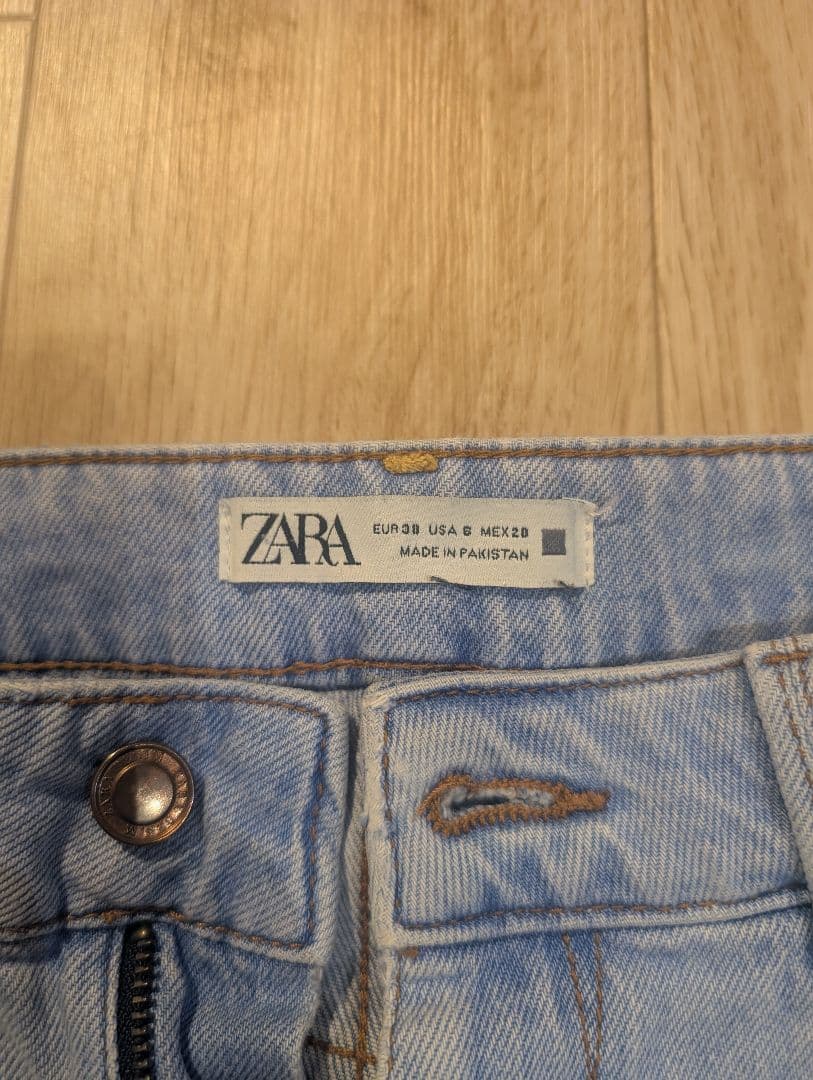 ZARA
EUR 38 USA 6 MEX 28
MADE IN PAKISTAN